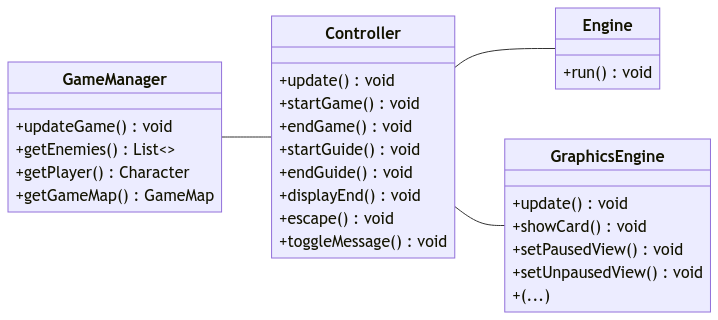 GameManager
+updateGame() : void
+getEnemies() : List<>
+getPlayer() : Character
+getGameMap() : GameMap
Controller
+update() : void
+startGame() : void
+endGame() : void
+startGuide() : void
+endGuide() : void
+displayEnd() : void
+escape() : void
+toggleMessage() : void
Engine
+run() : void
GraphicsEngine
+update() : void
+showCard() : void
+setPausedView() : void
+setUnpausedView() : void
+(...)